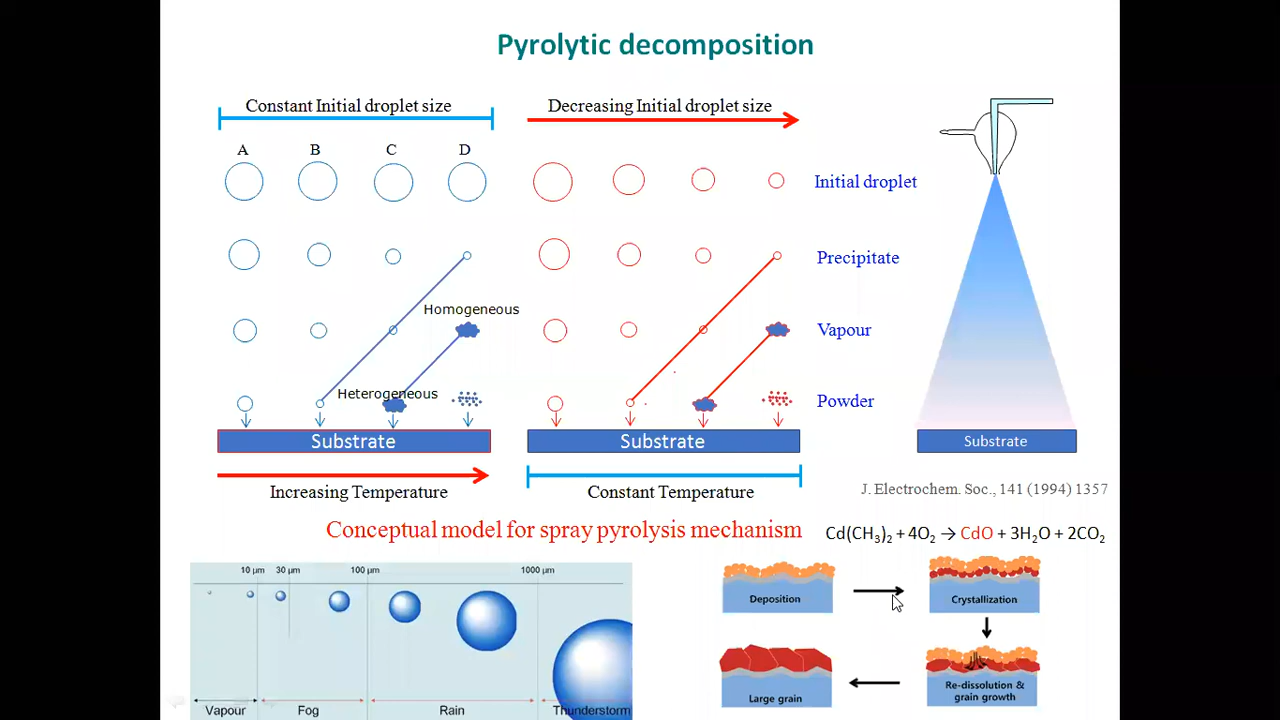 Pyrolytic decomposition
Constant Initial droplet size
Decreasing Initial droplet size
A B C D
Initial droplet
Precipitate
Homogeneous
Vapour
Heterogeneous
Powder
Substrate
Substrate
Substrate
Increasing Temperature
Constant Temperature
J. Electrochem. Soc., 141 (1994) 1357
Conceptual model for spray pyrolysis mechanism
Cd(CH₃)₂ + 4O₂ → CdO + 3H₂O + 2CO₂
10 µm 30 µm 100 µm 1000 µm
Vapour Fog Rain Thunderstorm
Deposition
Crystallization
Re-dissolution &
grain growth
Large grain